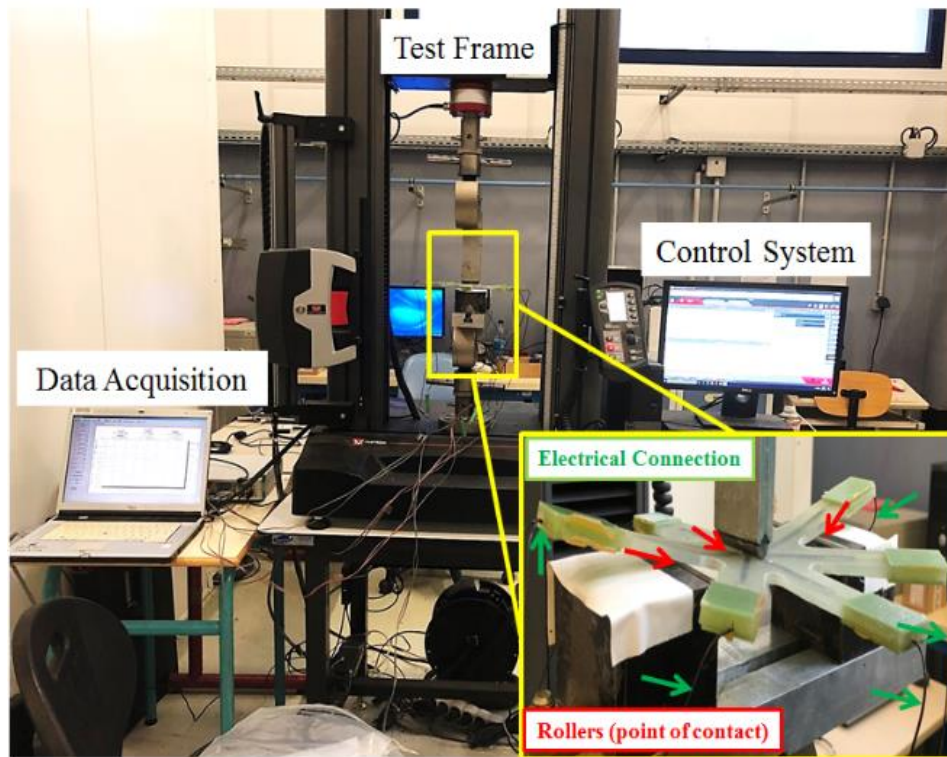 Test Frame
Control System
Data Acquisition
Electrical Connection
Rollers (point of contact)